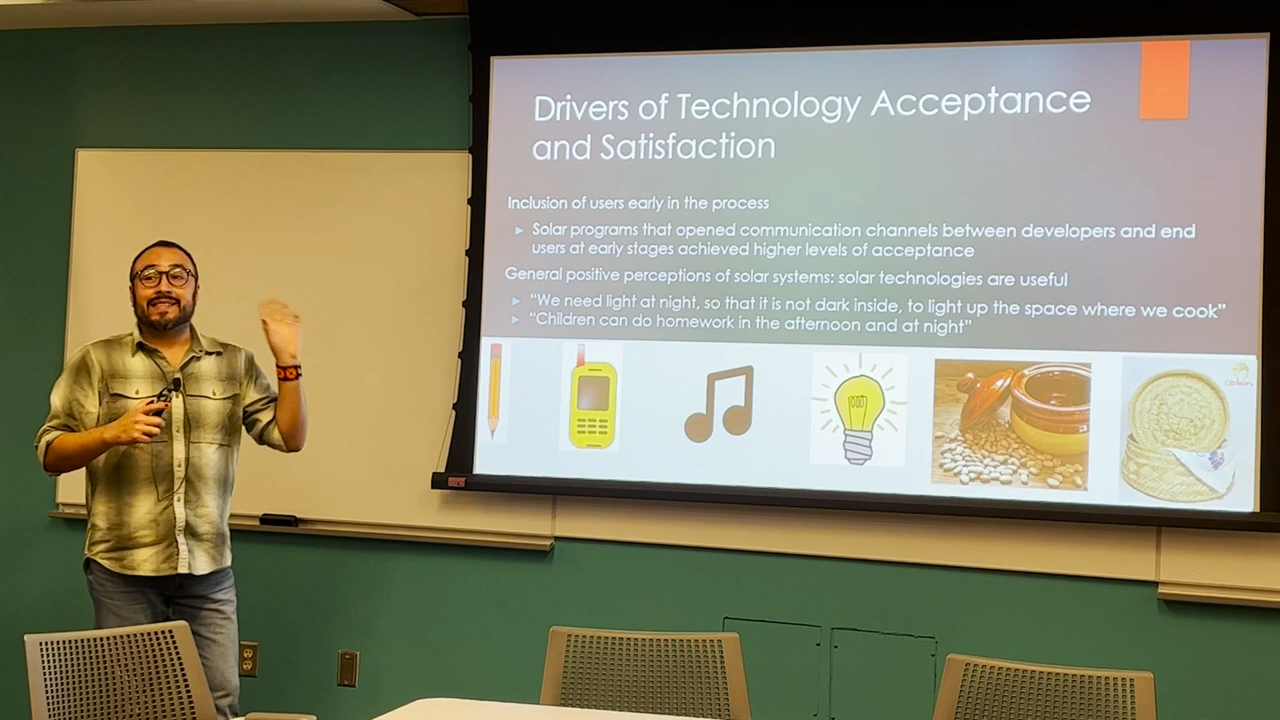 Drivers of Technology Acceptance
and Satisfaction
Inclusion of users early in the process
Solar programs that opened communication channels between developers and end
users at early stages achieved higher levels of acceptance
General positive perceptions of solar systems: solar technologies are useful
"We need light at night, so that it is not dark inside, to light up the space where we cook"
"Children can do homework in the afternoon and at night"